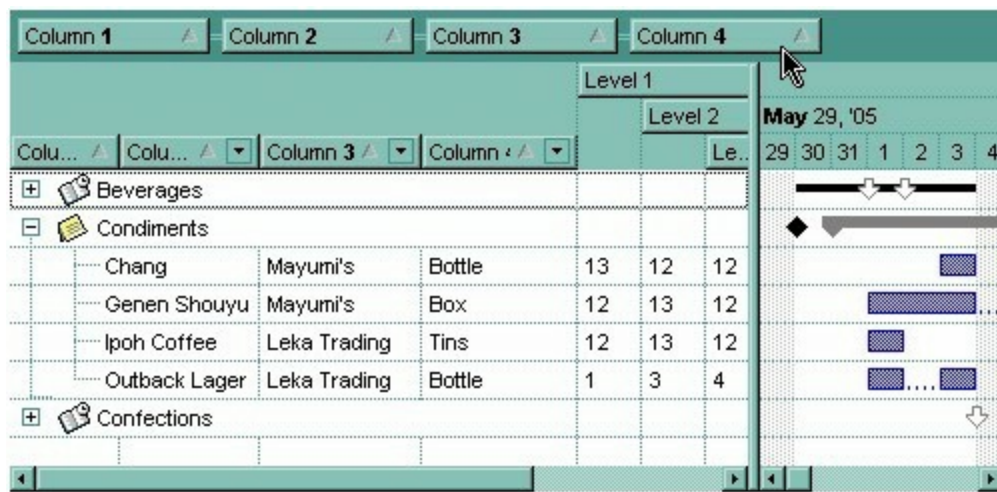 Column 1 Column 2 Column 3 Column 4
Level 1
Level 2 May 29, '05
Colu... Colu... Column 3 Column 4 Le.. 29 30 31 1 2 3 4
Beverages
Condiments
Chang Mayumi's Bottle 13 12 12
Genen Shouyu Mayumi's Box 12 13 12
Ipoh Coffee Leka Trading Tins 12 13 12
Outback Lager Leka Trading Bottle 1 3 4
Confections